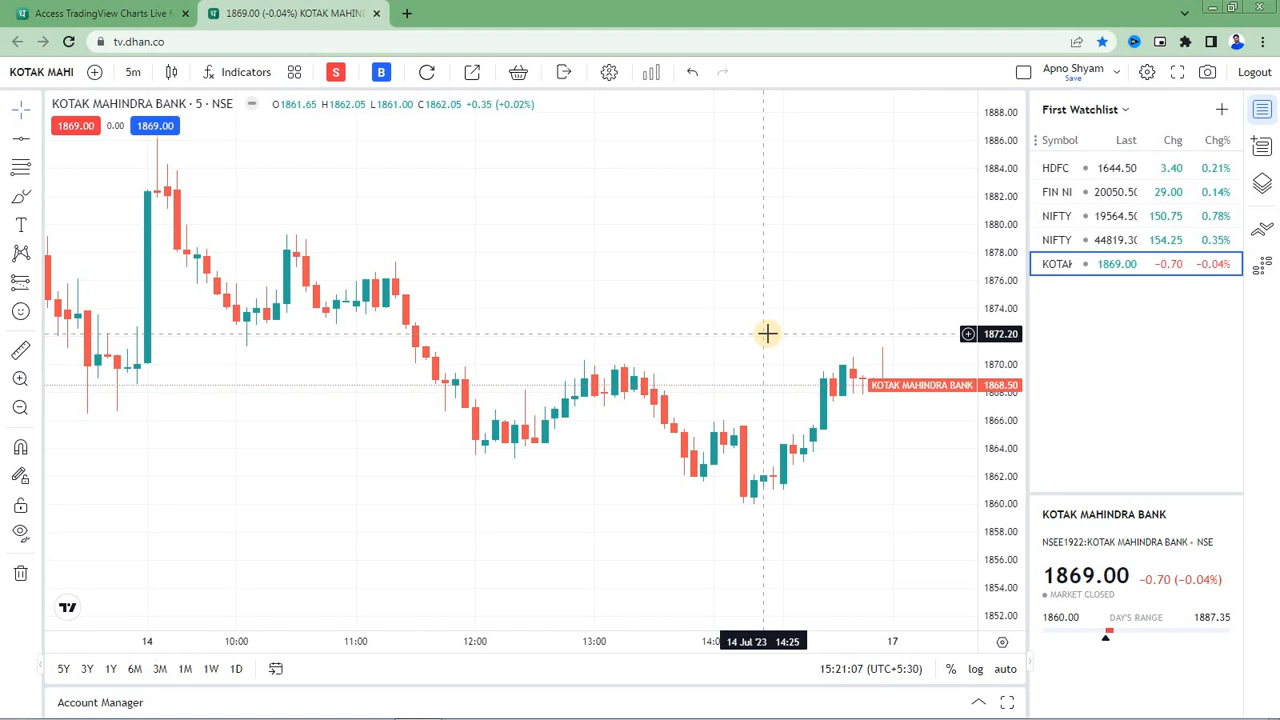 Access TradingView Charts Live f
1869.00 (-0.04%) KOTAK MAHIN
tv.dhan.co
KOTAK MAHI
5m
Indicators
S
B
Apno Shyam
Save
Logout
KOTAK MAHINDRA BANK · 5 · NSE
O1861.65 H1862.05 L1861.00 C1862.05 +0.35 (+0.02%)
1869.00 0.00 1869.00
1888.00
1886.00
1884.00
1882.00
1880.00
1878.00
1876.00
1874.00
1872.20
1870.00
KOTAK MAHINDRA BANK 1868.50
1868.00
1866.00
1864.00
1862.00
1860.00
1858.00
1856.00
1854.00
1852.00
14 10:00 11:00 12:00 13:00 14:0 14 Jul '23 14:25 17
5Y 3Y 1Y 6M 3M 1M 1W 1D
15:21:07 (UTC+5:30) % log auto
Account Manager
First Watchlist
Symbol Last Chg Chg%
HDFC 1644.50 3.40 0.21%
FIN NI 20050.50 29.00 0.14%
NIFTY 19564.50 150.75 0.78%
NIFTY 44819.30 154.25 0.35%
KOTAK 1869.00 −0.70 −0.04%
KOTAK MAHINDRA BANK
NSEE1922:KOTAK MAHINDRA BANK • NSE
1869.00 −0.70 (−0.04%)
MARKET CLOSED
1860.00 DAY'S RANGE 1887.35